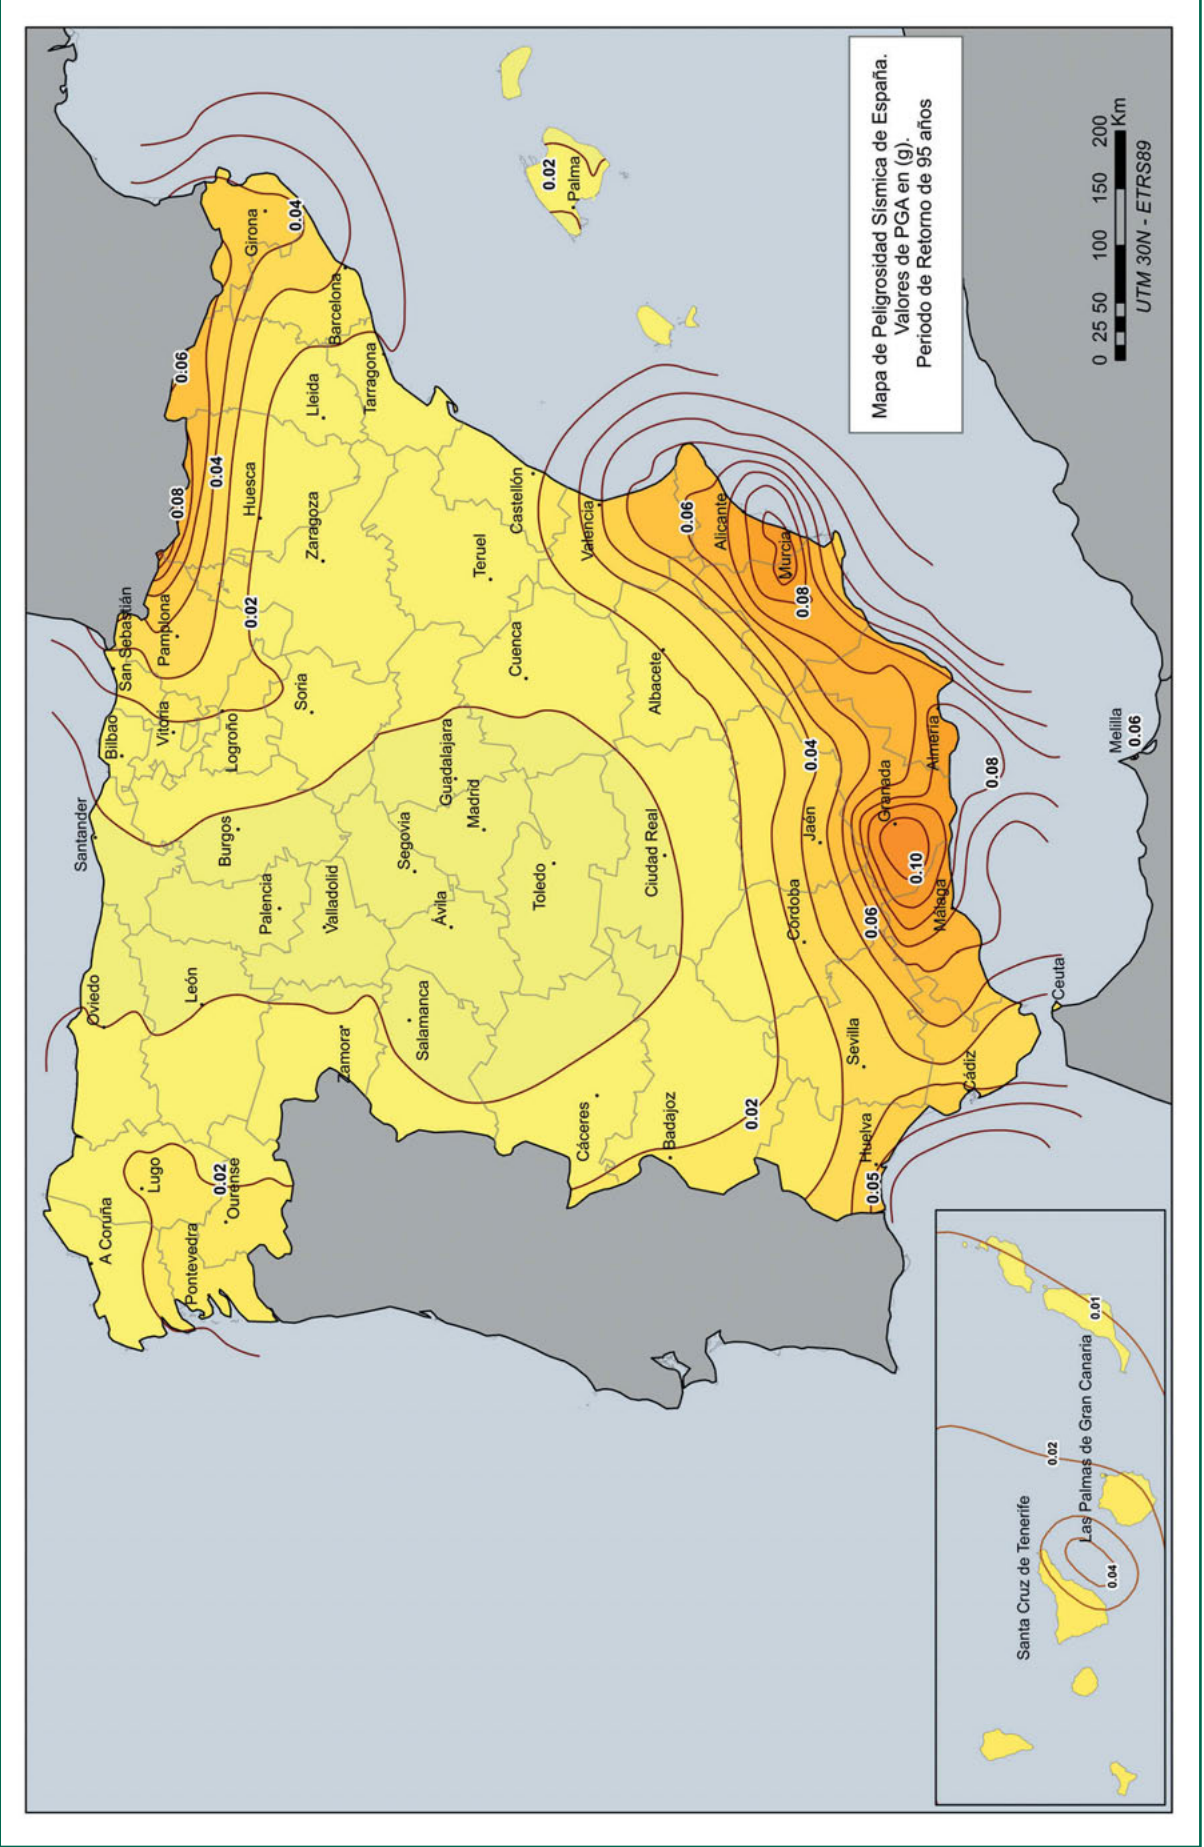 Santander
Oviedo
Bilbao
San Sebastián
A Coruña
Lugo
León
Vitoria
Pamplona
0.08
0.06
Pontevedra
0.02
Ourense
Burgos
Palencia
Logroño
0.02
0.04
Huesca
Girona
0.04
Zamora
Valladolid
Soria
Zaragoza
Lleida
Barcelona
Tarragona
Salamanca
Segovia
Ávila
Guadalajara
Madrid
Teruel
Castellón
Cáceres
Toledo
Cuenca
Valencia
0.02
Palma
Badajoz
Ciudad Real
Albacete
0.06
Alicante
0.02
Córdoba
Jaén
0.04
0.08
Murcia
Huelva
0.05
Sevilla
0.06
Granada
0.10
Málaga
Almería
Cádiz
0.08
Ceuta
Melilla
0.06
Mapa de Peligrosidad Sísmica de España.
Valores de PGA en (g).
Periodo de Retorno de 95 años
0 25 50 100 150 200
Km
UTM 30N - ETRS89
Santa Cruz de Tenerife
Las Palmas de Gran Canaria
0.04
0.02
0.01